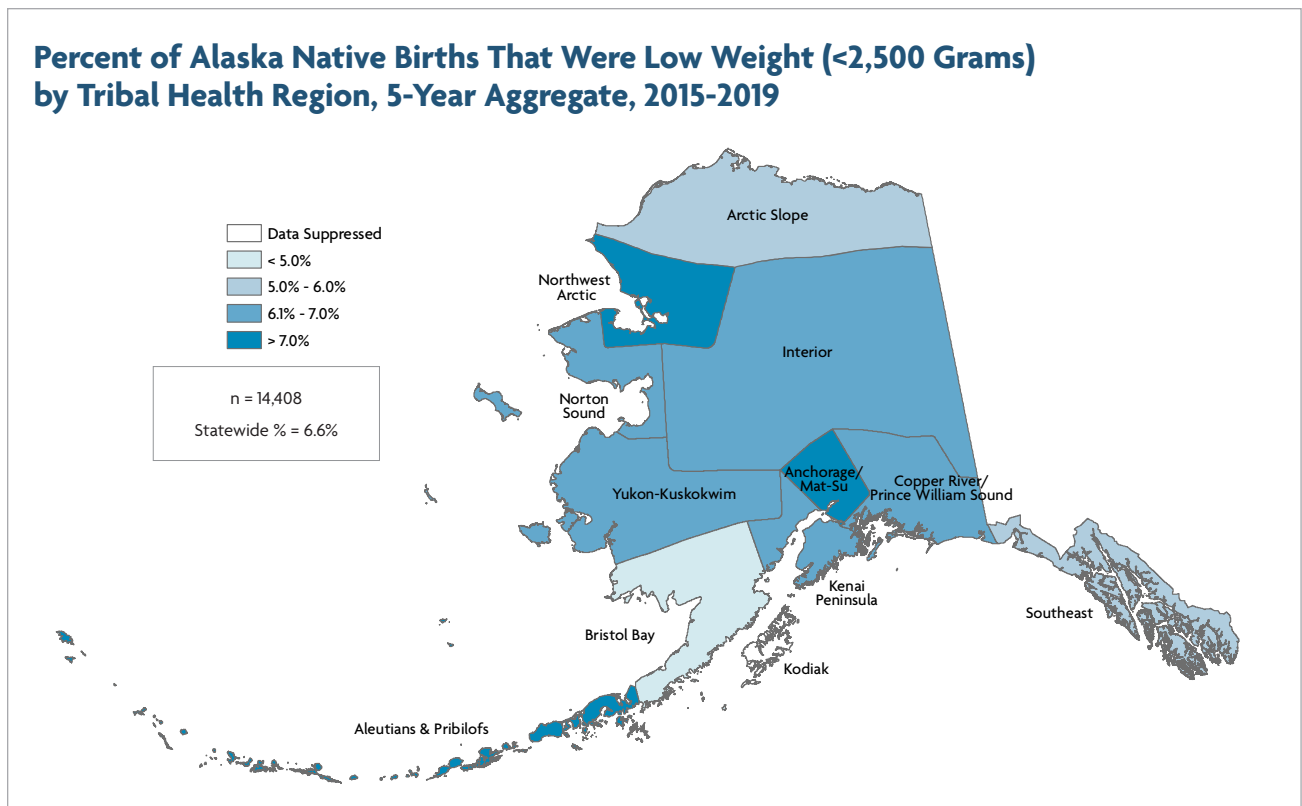 Percent of Alaska Native Births That Were Low Weight (<2,500 Grams)
by Tribal Health Region, 5-Year Aggregate, 2015-2019
Data Suppressed
< 5.0%
5.0% - 6.0%
6.1% - 7.0%
> 7.0%
n = 14,408
Statewide % = 6.6%
Arctic Slope
Northwest
Arctic
Interior
Norton
Sound
Anchorage/
Mat-Su
Copper River/
Prince William Sound
Yukon-Kuskokwim
Kenai
Peninsula
Southeast
Bristol Bay
Kodiak
Aleutians & Pribilofs